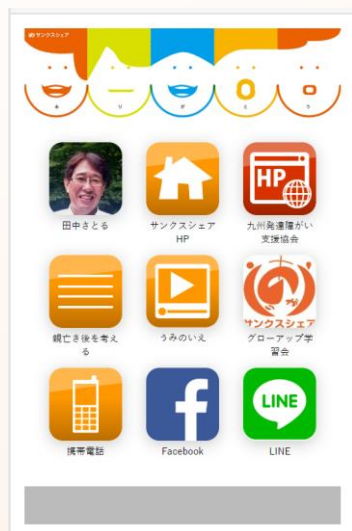 サンクスシェア
あ り が と う
HP
田中さとる
サンクスシェア
HP
九州発達障がい
支援協会
サンクスシェア
親亡き後を考え
る
うみのいえ
グローアップ学
習会
LINE
携帯電話
Facebook
LINE